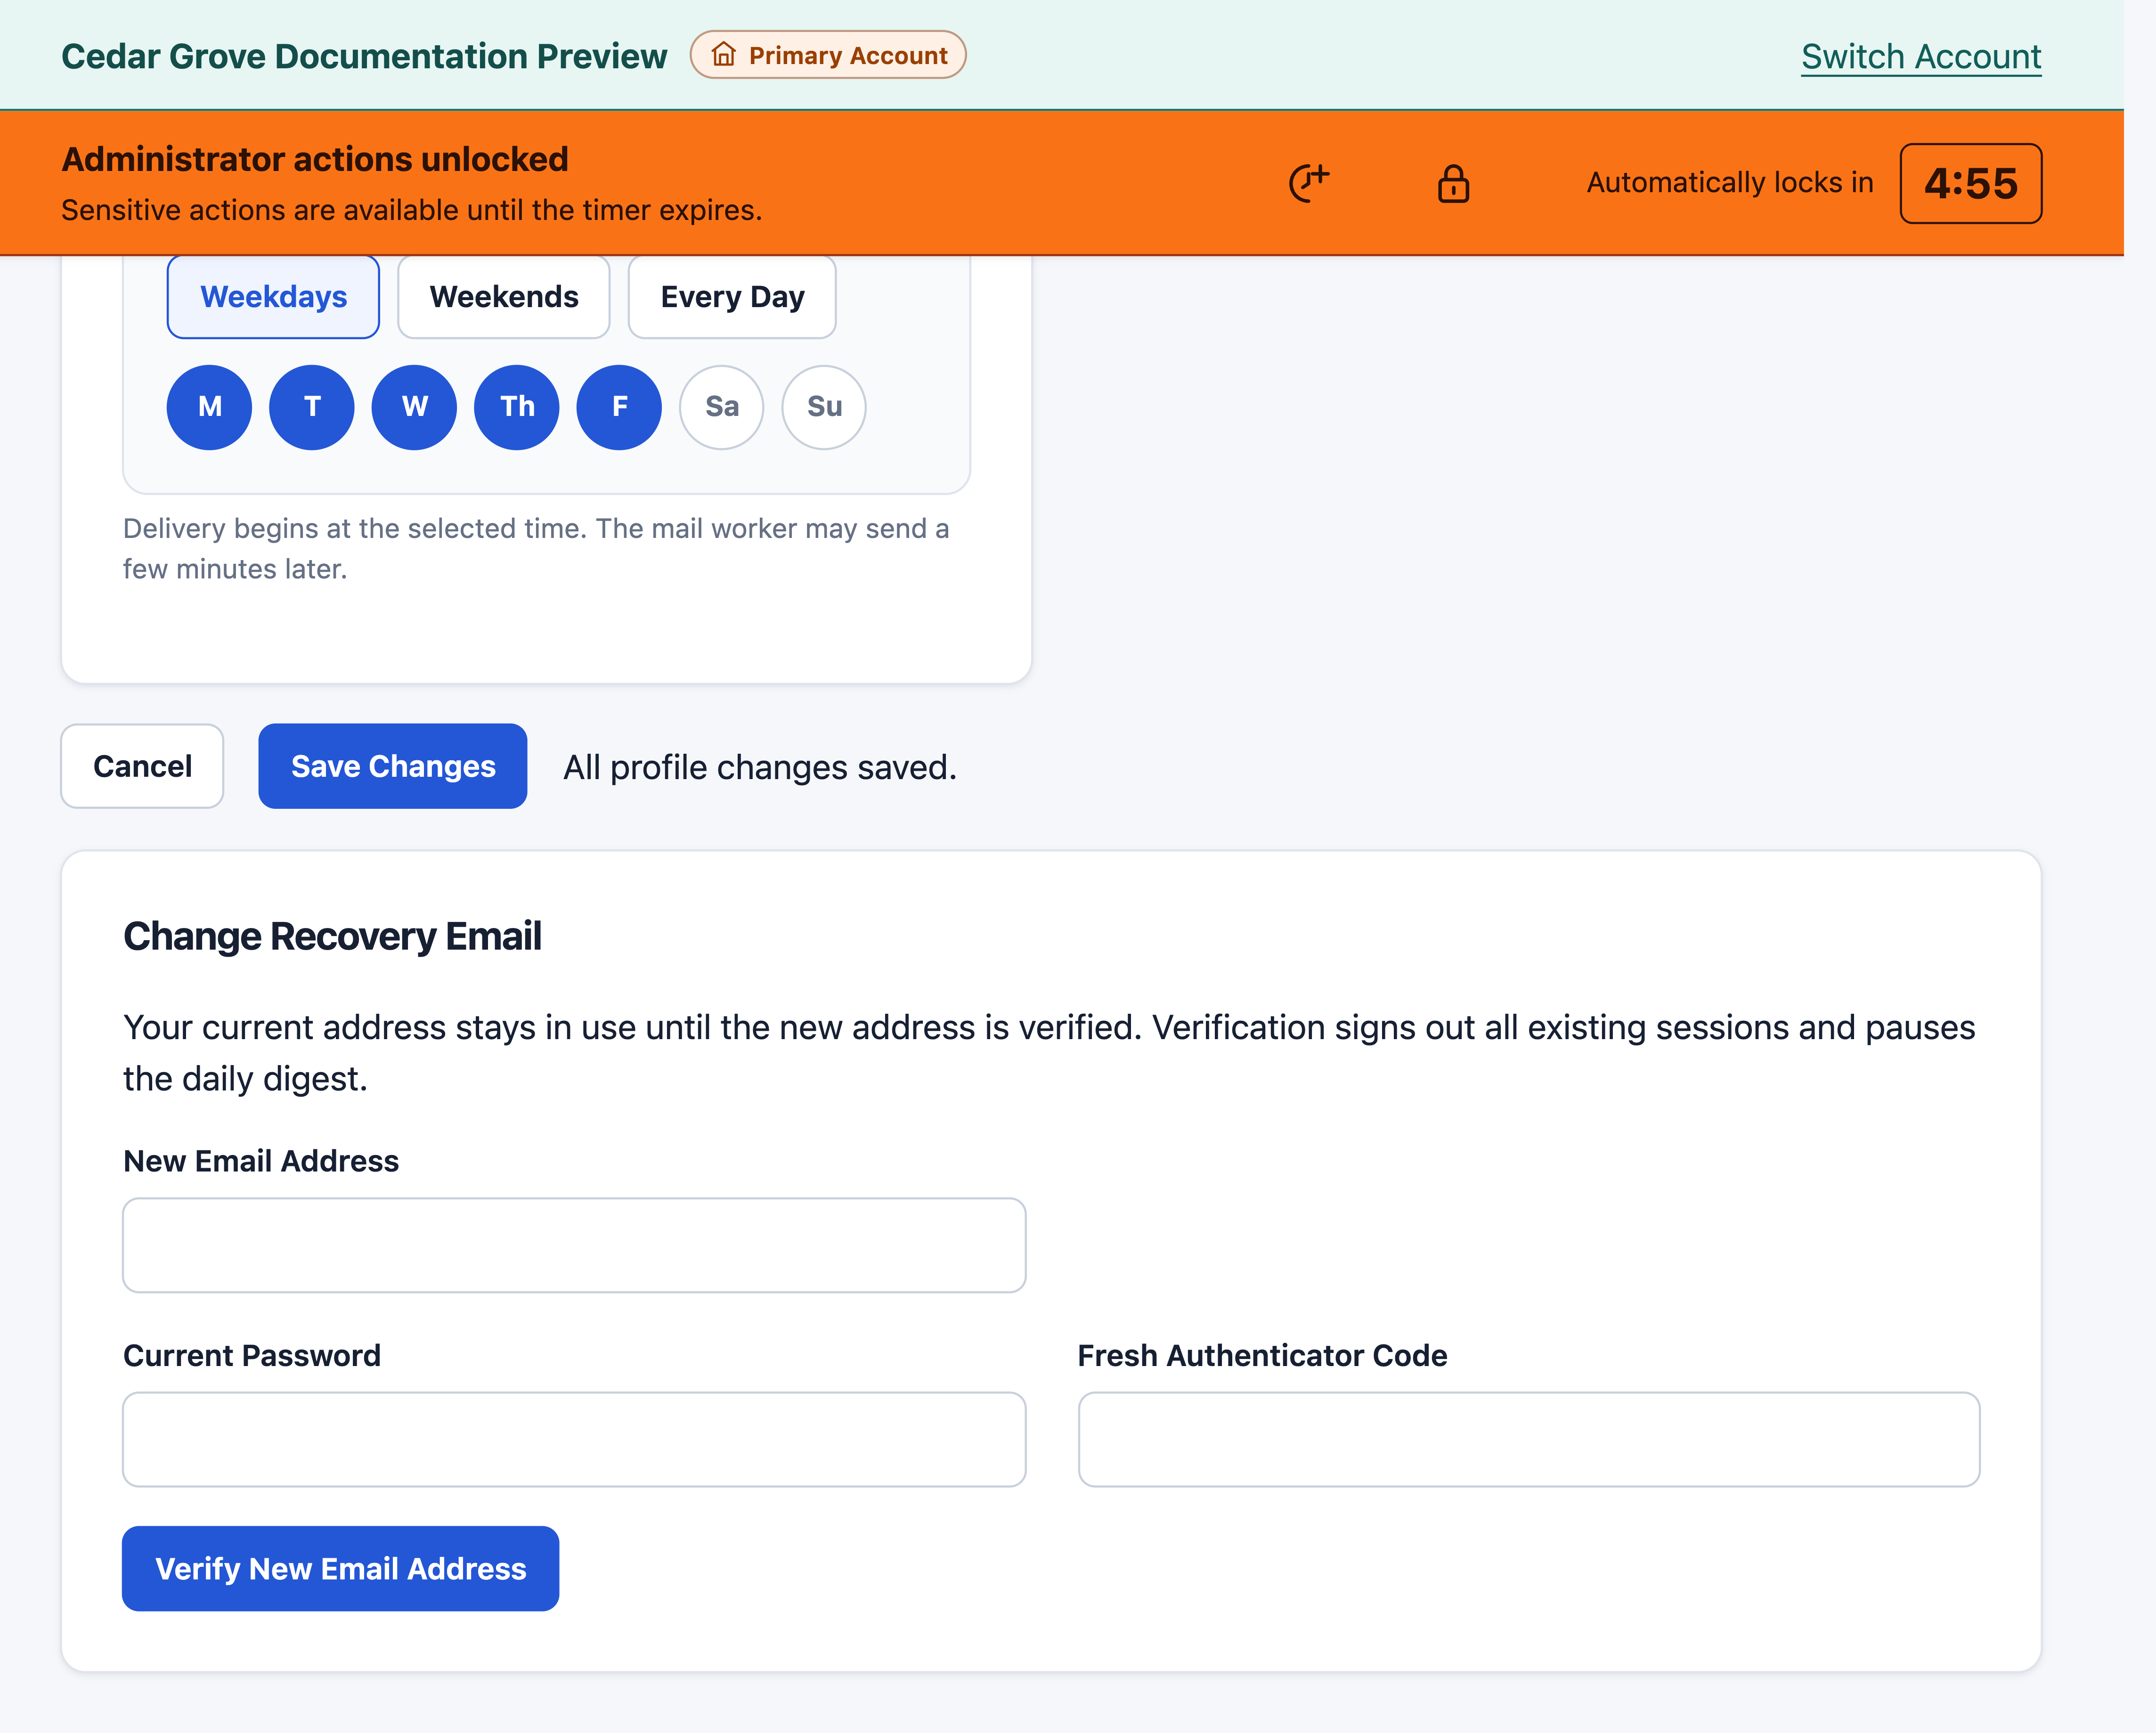 Cedar Grove Documentation Preview
Primary Account
Switch Account
Administrator actions unlocked
Sensitive actions are available until the timer expires.
Automatically locks in
4:55
Weekdays
Weekends
Every Day
M
T
W
Th
F
Sa
Su
Delivery begins at the selected time. The mail worker may send a
few minutes later.
Cancel
Save Changes
All profile changes saved.
Change Recovery Email
Your current address stays in use until the new address is verified. Verification signs out all existing sessions and pauses
the daily digest.
New Email Address
Current Password
Fresh Authenticator Code
Verify New Email Address